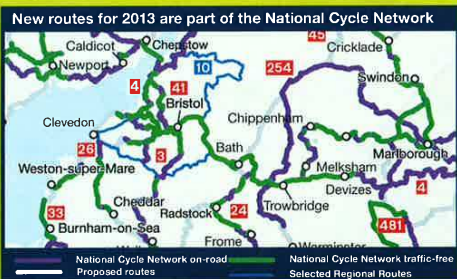 New routes for 2013 are part of the National Cycle Network
Caldicot
Chepstow
45
Cricklade
Newport
10
254
Swindon
4
41
Bristol
Chippenham
Clevedon
26
3
Bath
Marlborough
Weston-super-Mare
Melksham
4
Devizes
Cheddar
Trowbridge
33
Radstock
24
481
Burnham-on-Sea
Frome
Warminster
National Cycle Network on-road
National Cycle Network traffic-free
Proposed routes
Selected Regional Routes